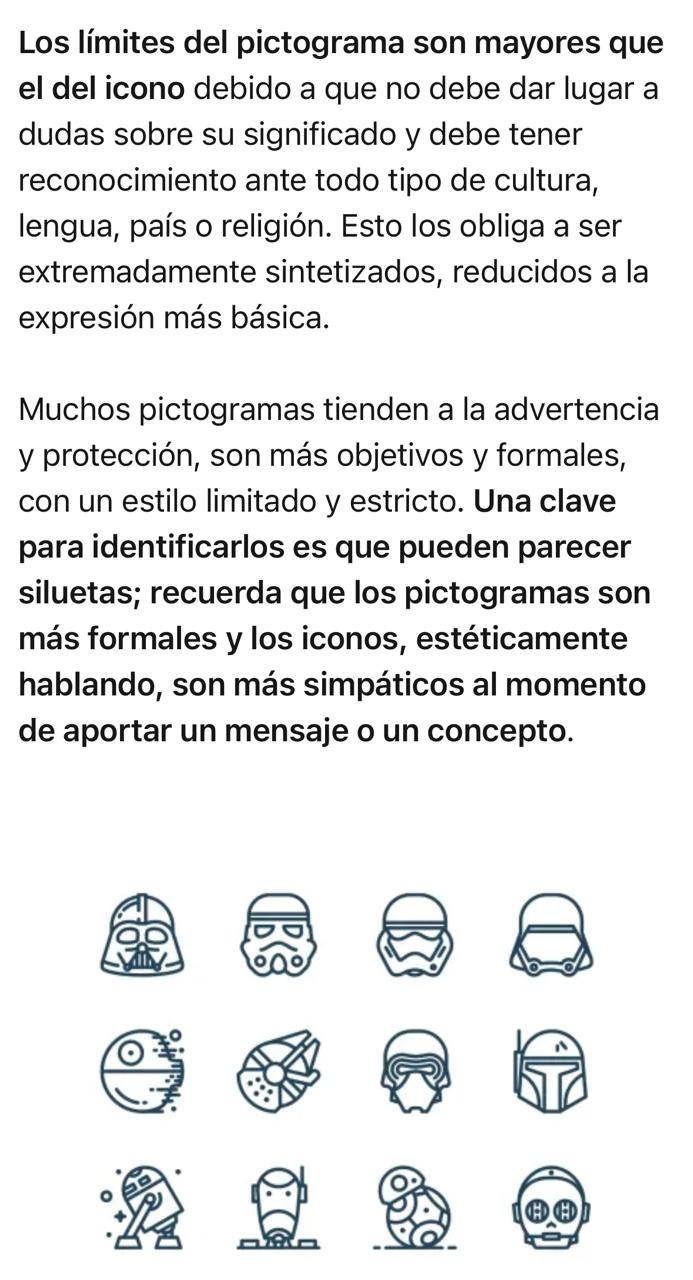 Los límites del pictograma son mayores que
el del icono debido a que no debe dar lugar a
dudas sobre su significado y debe tener
reconocimiento ante todo tipo de cultura,
lengua, país o religión. Esto los obliga a ser
extremadamente sintetizados, reducidos a la
expresión más básica.
Muchos pictogramas tienden a la advertencia
y protección, son más objetivos y formales,
con un estilo limitado y estricto. Una clave
para identificarlos es que pueden parecer
siluetas; recuerda que los pictogramas son
más formales y los iconos, estéticamente
hablando, son más simpáticos al momento
de aportar un mensaje o un concepto.